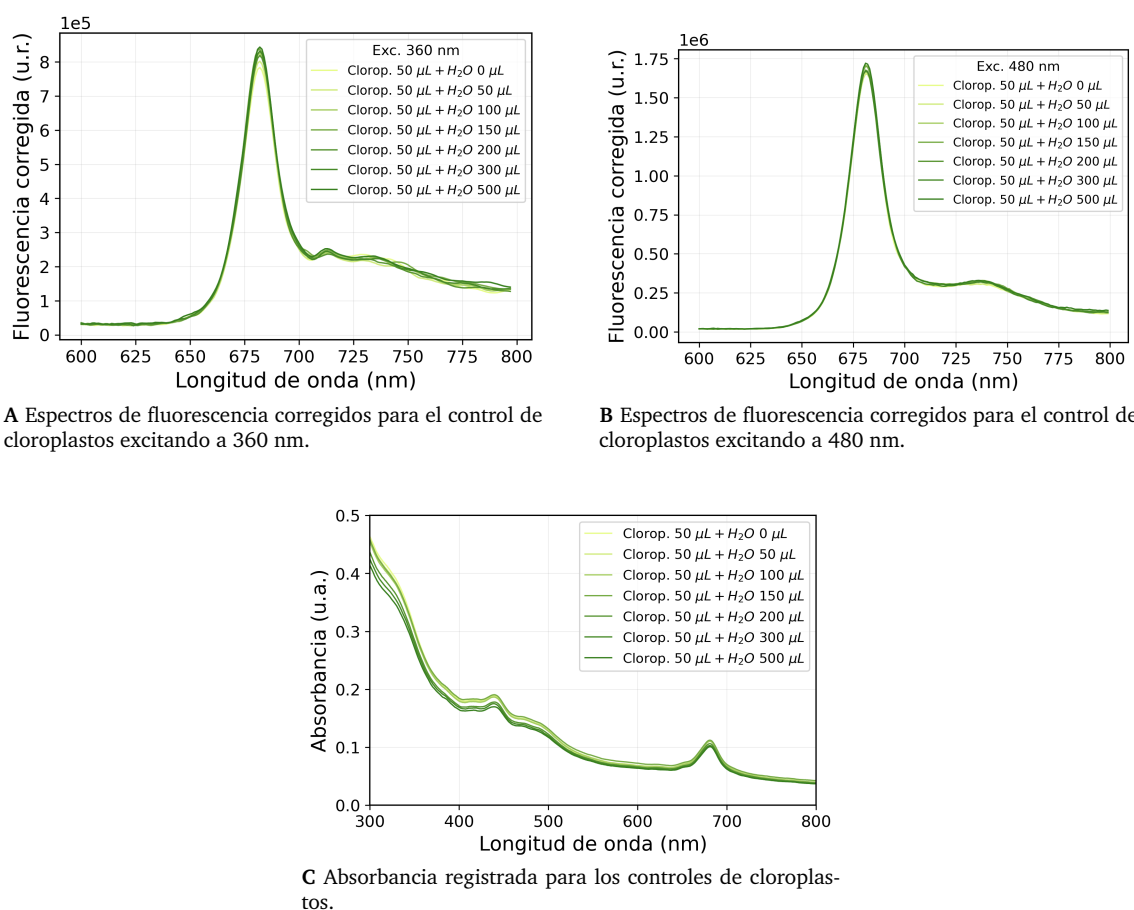 1e5
Fluorescencia corregida (u.r.)
8
7
6
5
4
3
2
1
0
Exc. 360 nm
Clorop. 50 μL + H₂O 0 μL
Clorop. 50 μL + H₂O 50 μL
Clorop. 50 μL + H₂O 100 μL
Clorop. 50 μL + H₂O 150 μL
Clorop. 50 μL + H₂O 200 μL
Clorop. 50 μL + H₂O 300 μL
Clorop. 50 μL + H₂O 500 μL
600 625 650 675 700 725 750 775 800
Longitud de onda (nm)
A Espectros de fluorescencia corregidos para el control de
cloroplastos excitando a 360 nm.
1e6
Fluorescencia corregida (u.r.)
1.75
1.50
1.25
1.00
0.75
0.50
0.25
0.00
Exc. 480 nm
Clorop. 50 μL + H₂O 0 μL
Clorop. 50 μL + H₂O 50 μL
Clorop. 50 μL + H₂O 100 μL
Clorop. 50 μL + H₂O 150 μL
Clorop. 50 μL + H₂O 200 μL
Clorop. 50 μL + H₂O 300 μL
Clorop. 50 μL + H₂O 500 μL
600 625 650 675 700 725 750 775 800
Longitud de onda (nm)
B Espectros de fluorescencia corregidos para el control de
cloroplastos excitando a 480 nm.
Absorbancia (u.a.)
0.5
0.4
0.3
0.2
0.1
0.0
Clorop. 50 μL + H₂O 0 μL
Clorop. 50 μL + H₂O 50 μL
Clorop. 50 μL + H₂O 100 μL
Clorop. 50 μL + H₂O 150 μL
Clorop. 50 μL + H₂O 200 μL
Clorop. 50 μL + H₂O 300 μL
Clorop. 50 μL + H₂O 500 μL
300 400 500 600 700 800
Longitud de onda (nm)
C Absorbancia registrada para los controles de cloroplas-
tos.